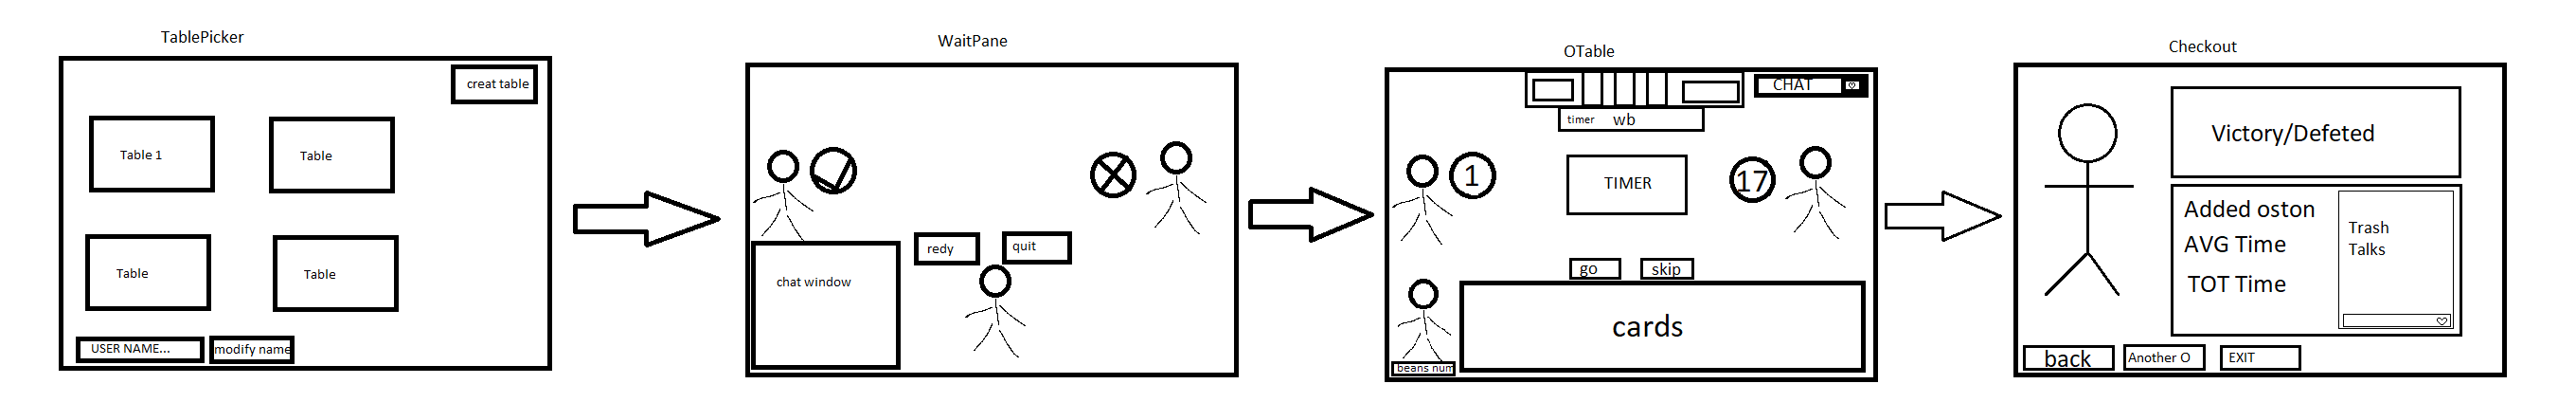 TablePicker
creat table
Table 1
Table
Table
Table
USER NAME...
modify name
WaitPane
redy
quit
chat window
OTable
CHAT
timer wb
1
TIMER
17
go
skip
cards
beans num
Checkout
Victory/Defeted
Added oston
AVG Time
TOT Time
Trash
Talks
back
Another O
EXIT